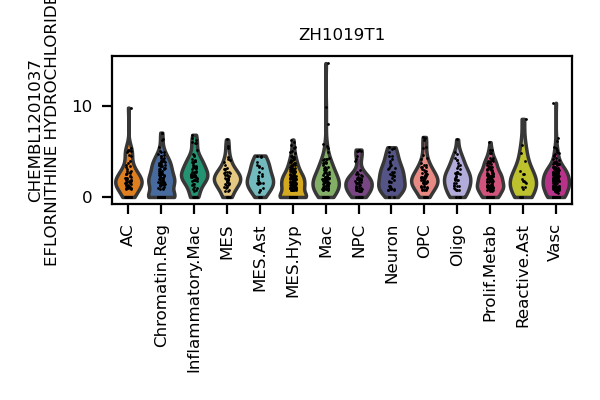 ZH1019T1
CHEMBL1201037
EFLORNITHINE HYDROCHLORIDE
10
0
AC
Chromatin.Reg
Inflammatory.Mac
MES
MES.Ast
MES.Hyp
Mac
NPC
Neuron
OPC
Oligo
Prolif.Metab
Reactive.Ast
Vasc